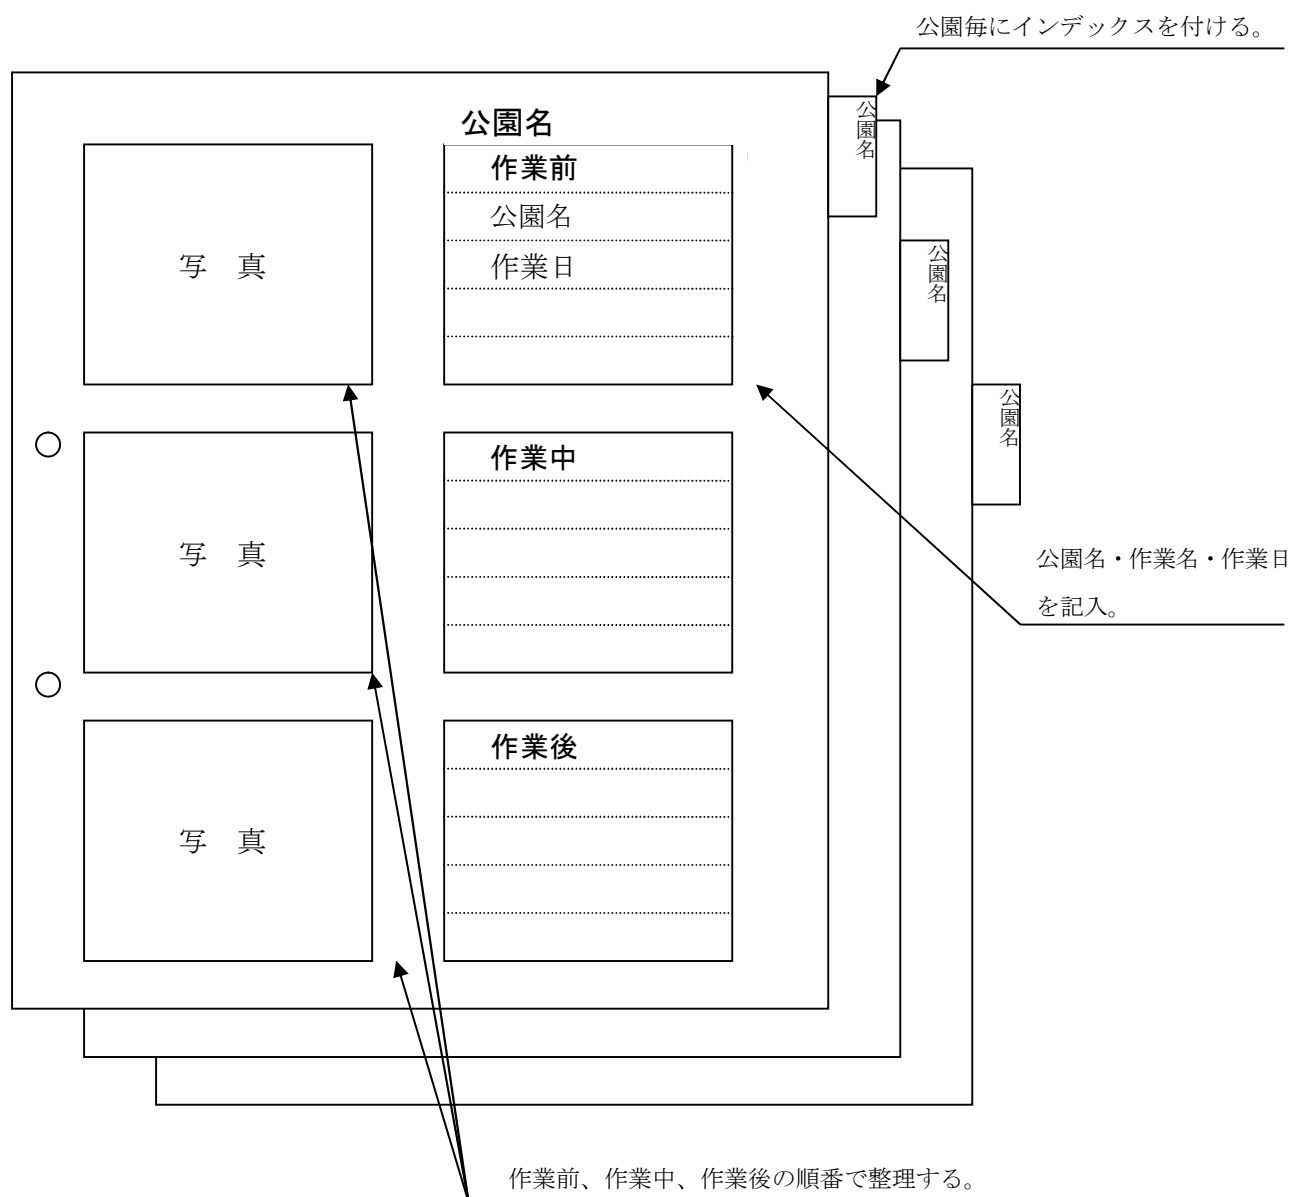 公園毎にインデックスを付ける。
公園名
公園名
作業前
公園名
公園名
作業日
写 真
公園名
作業中
写 真
公園名・作業名・作業日
を記入。
作業後
写 真
作業前、作業中、作業後の順番で整理する。